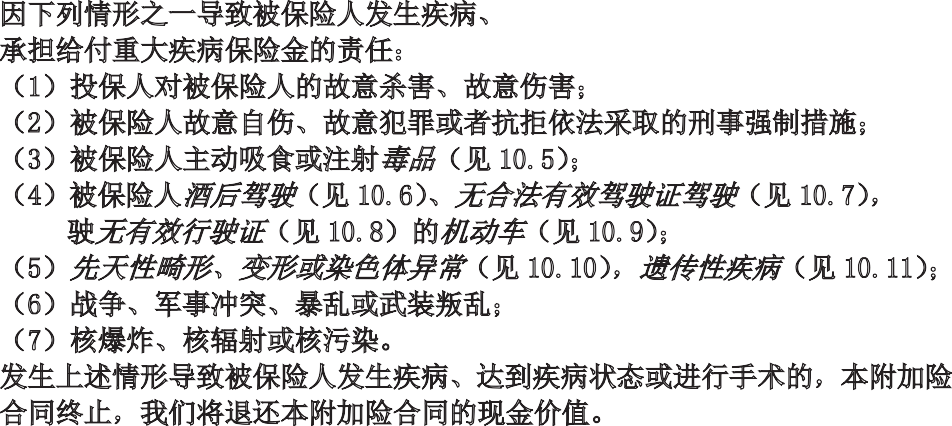 因下列情形之一导致被保险人发生疾病、
承担给付重大疾病保险金的责任：
（1）投保人对被保险人的故意杀害、故意伤害；
（2）被保险人故意自伤、故意犯罪或者抗拒依法采取的刑事强制措施；
（3）被保险人主动吸食或注射毒品（见 10.5）；
（4）被保险人酒后驾驶（见 10.6）、无合法有效驾驶证驾驶（见 10.7），
驶无有效行驶证（见 10.8）的机动车（见 10.9）；
（5）先天性畸形、变形或染色体异常（见 10.10），遗传性疾病（见 10.11）；
（6）战争、军事冲突、暴乱或武装叛乱；
（7）核爆炸、核辐射或核污染。
发生上述情形导致被保险人发生疾病、达到疾病状态或进行手术的，本附加险
合同终止，我们将退还本附加险合同的现金价值。